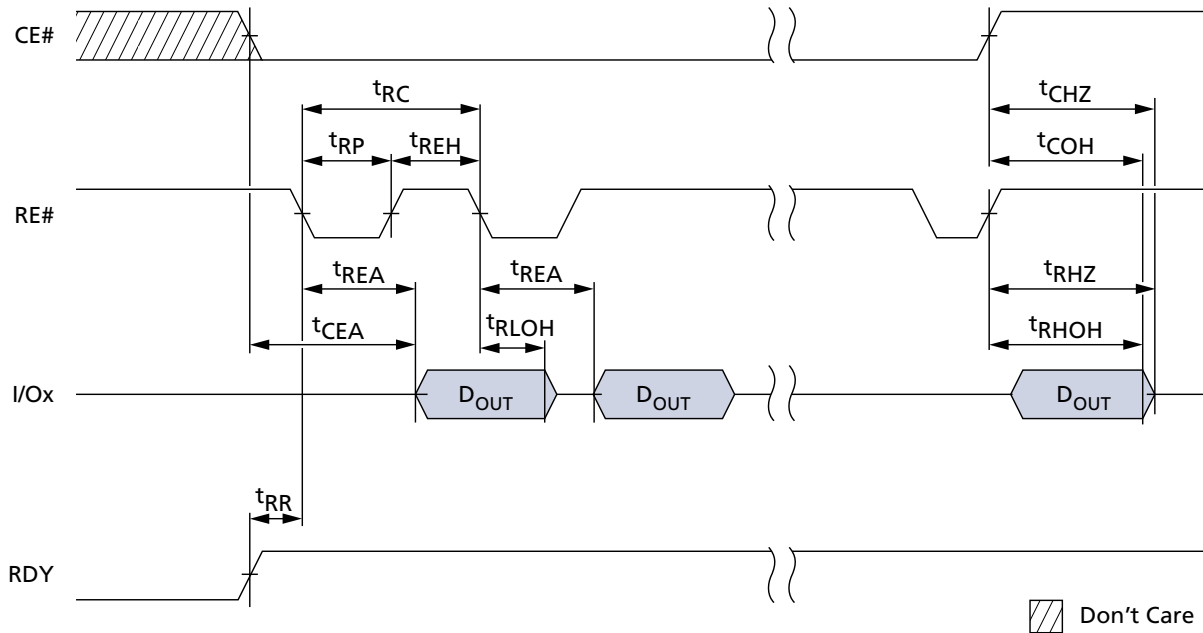 CE#
tRC
tCHZ
tRP
tREH
tCOH
RE#
tREA
tREA
tRHZ
tCEA
tRLOH
tRHOH
I/Ox
DOUT
DOUT
DOUT
tRR
RDY
Don't Care